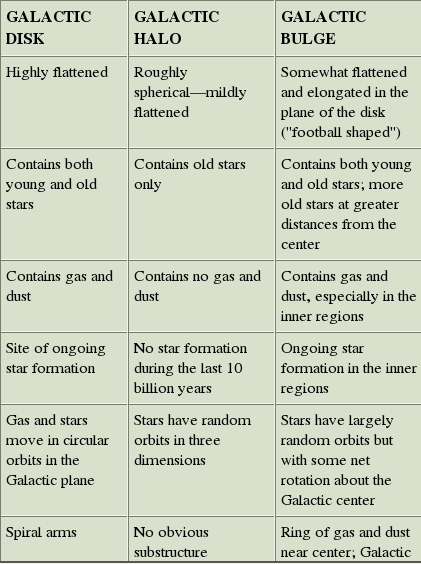 GALACTIC DISK
GALACTIC HALO
GALACTIC BULGE
Highly flattened
Roughly
spherical—mildly
flattened
Somewhat flattened
and elongated in the
plane of the disk
("football shaped")
Contains both
young and old
stars
Contains old stars
only
Contains both young
and old stars; more
old stars at greater
distances from the
center
Contains gas and
dust
Contains no gas and
dust
Contains gas and
dust, especially in the
inner regions
Site of ongoing
star formation
No star formation
during the last 10
billion years
Ongoing star
formation in the inner
regions
Gas and stars
move in circular
orbits in the
Galactic plane
Stars have random
orbits in three
dimensions
Stars have largely
random orbits but
with some net
rotation about the
Galactic center
Spiral arms
No obvious
substructure
Ring of gas and dust
near center; Galactic